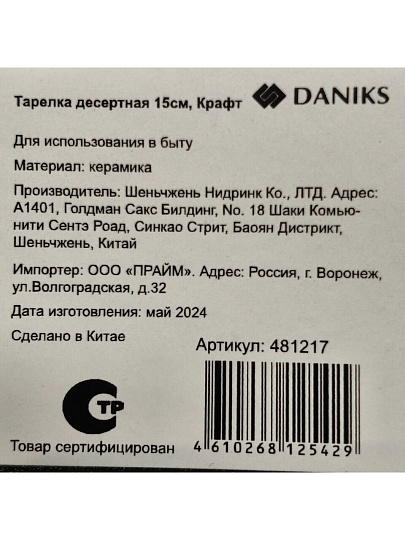 Тарелка десертная 15см, Крафт DANIKS
Для использования в быту
Материал: керамика
Производитель: Шеньчжень Нидринк Ко., ЛТД. Адрес:
А1401, Голдман Сакс Билдинг, No. 18 Шаки Комью-
нити Сентэ Роад, Синкао Стрит, Баоян Дистрикт,
Шеньчжень, Китай
Импортер: ООО «ПРАЙМ». Адрес: Россия, г. Воронеж,
ул.Волгоградская, д.32
Дата изготовления: май 2024
Сделано в Китае
Артикул: 481217
СТР
Товар сертифицирован
4 610268 125429